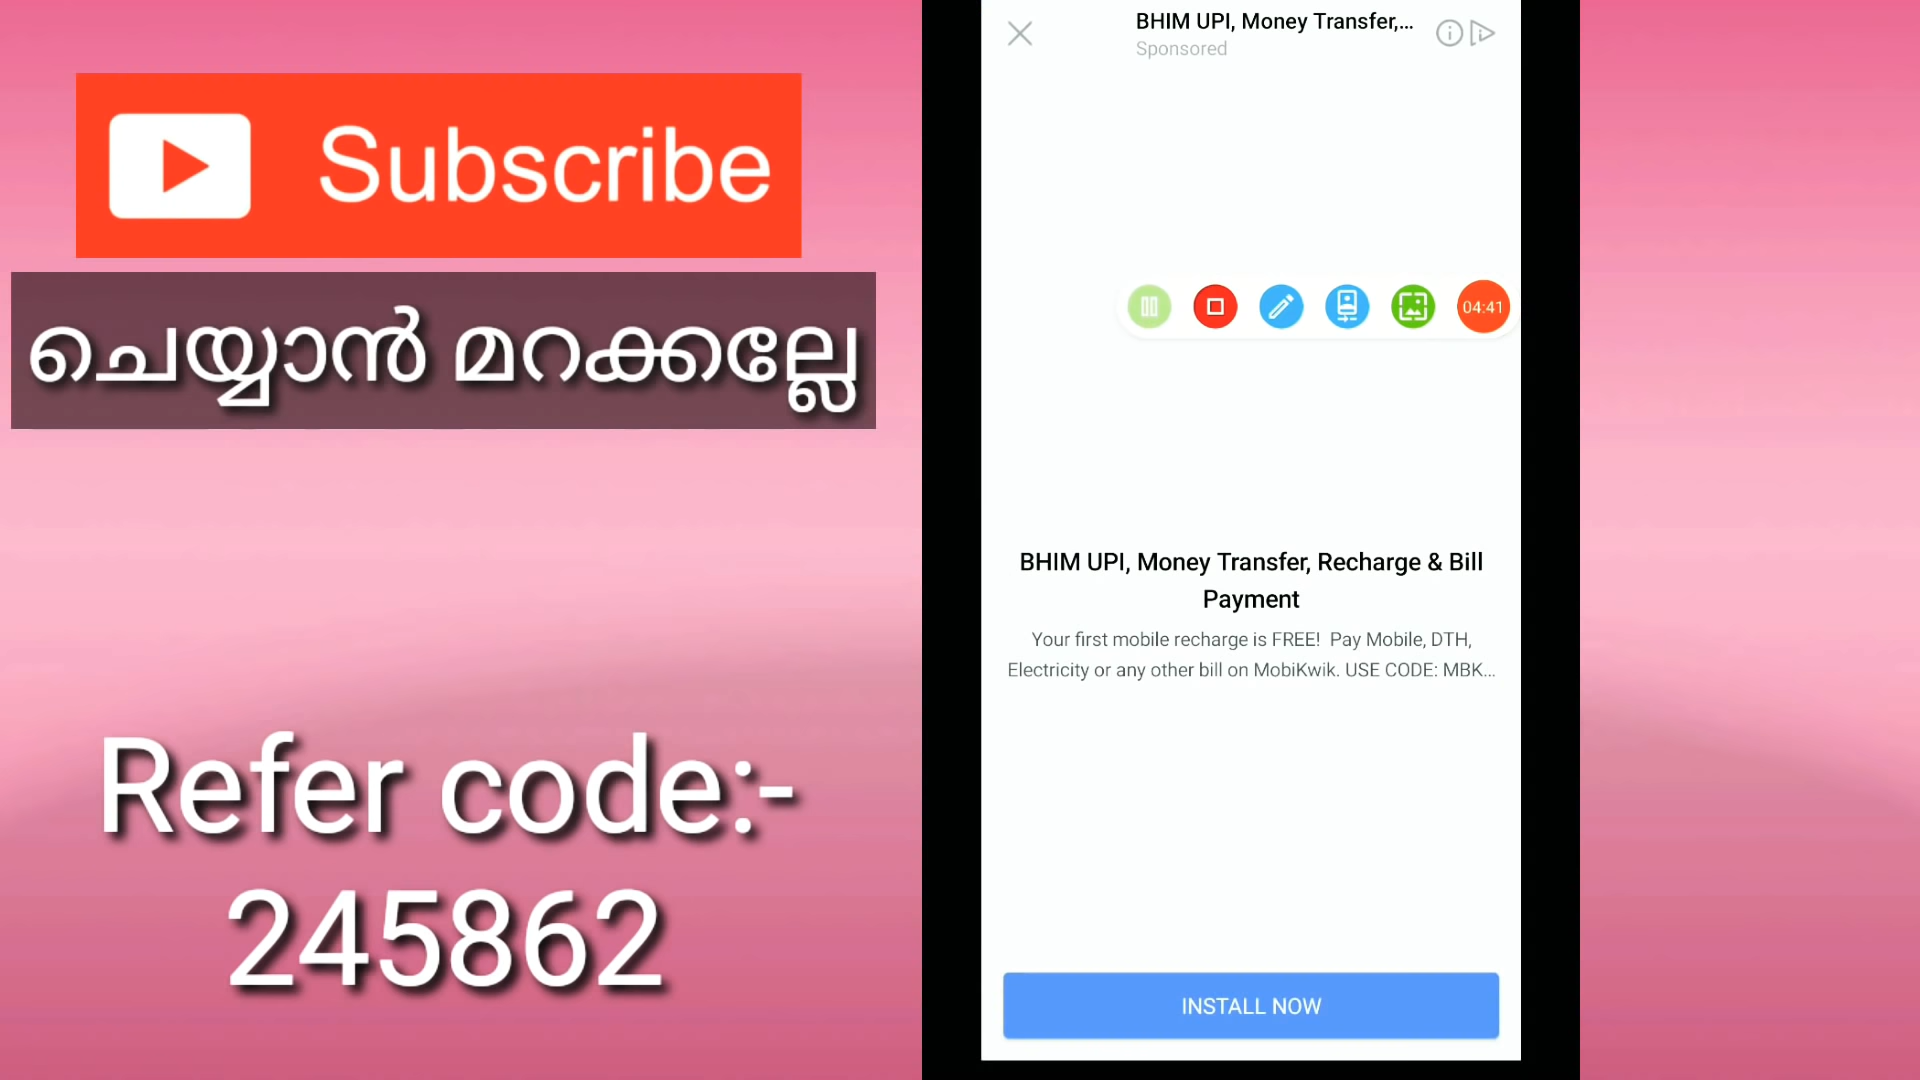 Subscribe
ചെയ്യാൻ മറക്കല്ലേ
Refer code:-
245862
BHIM UPI, Money Transfer,...
Sponsored
04:41
BHIM UPI, Money Transfer, Recharge & Bill
Payment
Your first mobile recharge is FREE! Pay Mobile, DTH,
Electricity or any other bill on MobiKwik. USE CODE: MBK...
INSTALL NOW